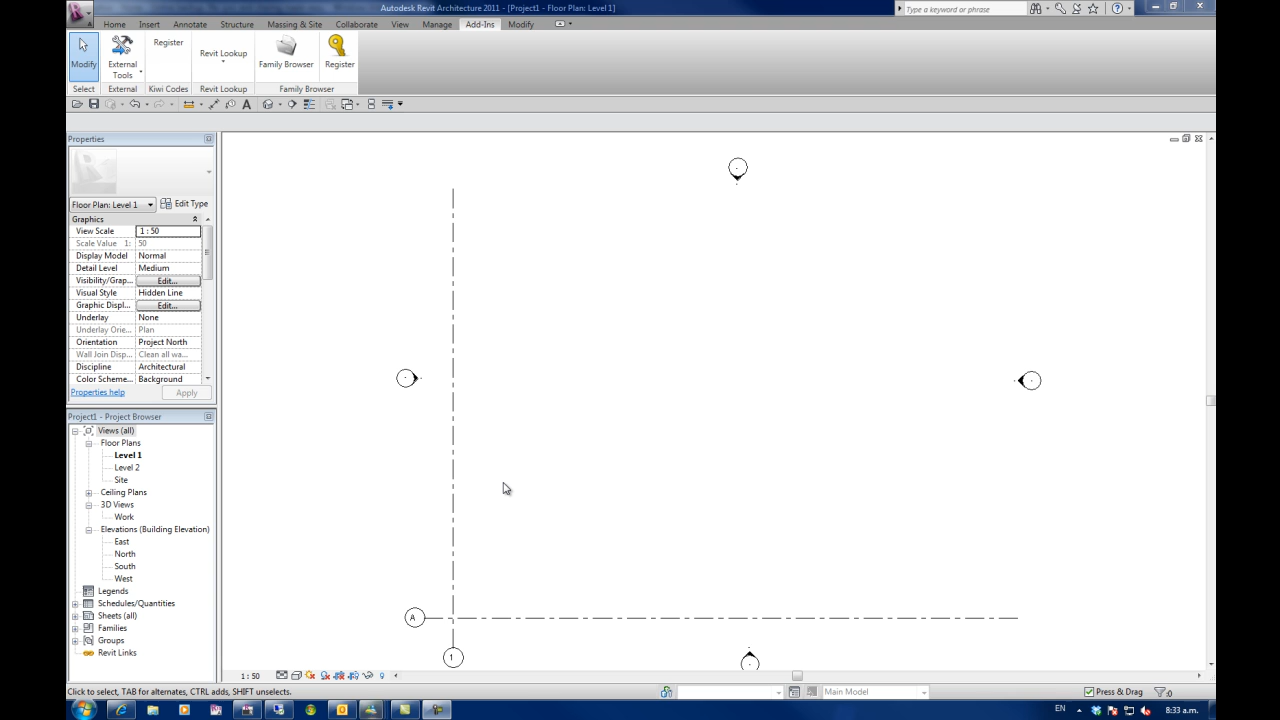 Autodesk Revit Architecture 2011 - [Project1 - Floor Plan: Level 1]
Type a keyword or phrase
Home Insert Annotate Structure Massing & Site Collaborate View Manage Add-Ins Modify
Modify
External Tools
Register
Revit Lookup
Family Browser
Register
Select External Kiwi Codes Revit Lookup Family Browser
Properties
Floor Plan: Level 1
Edit Type
Graphics
View Scale 1 : 50
Scale Value 1: 50
Display Model Normal
Detail Level Medium
Visibility/Grap... Edit...
Visual Style Hidden Line
Graphic Displ... Edit...
Underlay None
Underlay Orie... Plan
Orientation Project North
Wall Join Disp... Clean all wa...
Discipline Architectural
Color Scheme... Background
Properties help Apply
Project1 - Project Browser
Views (all)
Floor Plans
Level 1
Level 2
Site
Ceiling Plans
3D Views
Work
Elevations (Building Elevation)
East
North
South
West
Legends
Schedules/Quantities
Sheets (all)
Families
Groups
Revit Links
A
1
1 : 50
Click to select, TAB for alternates, CTRL adds, SHIFT unselects.
Main Model
Press & Drag
:0
EN
8:33 a.m.